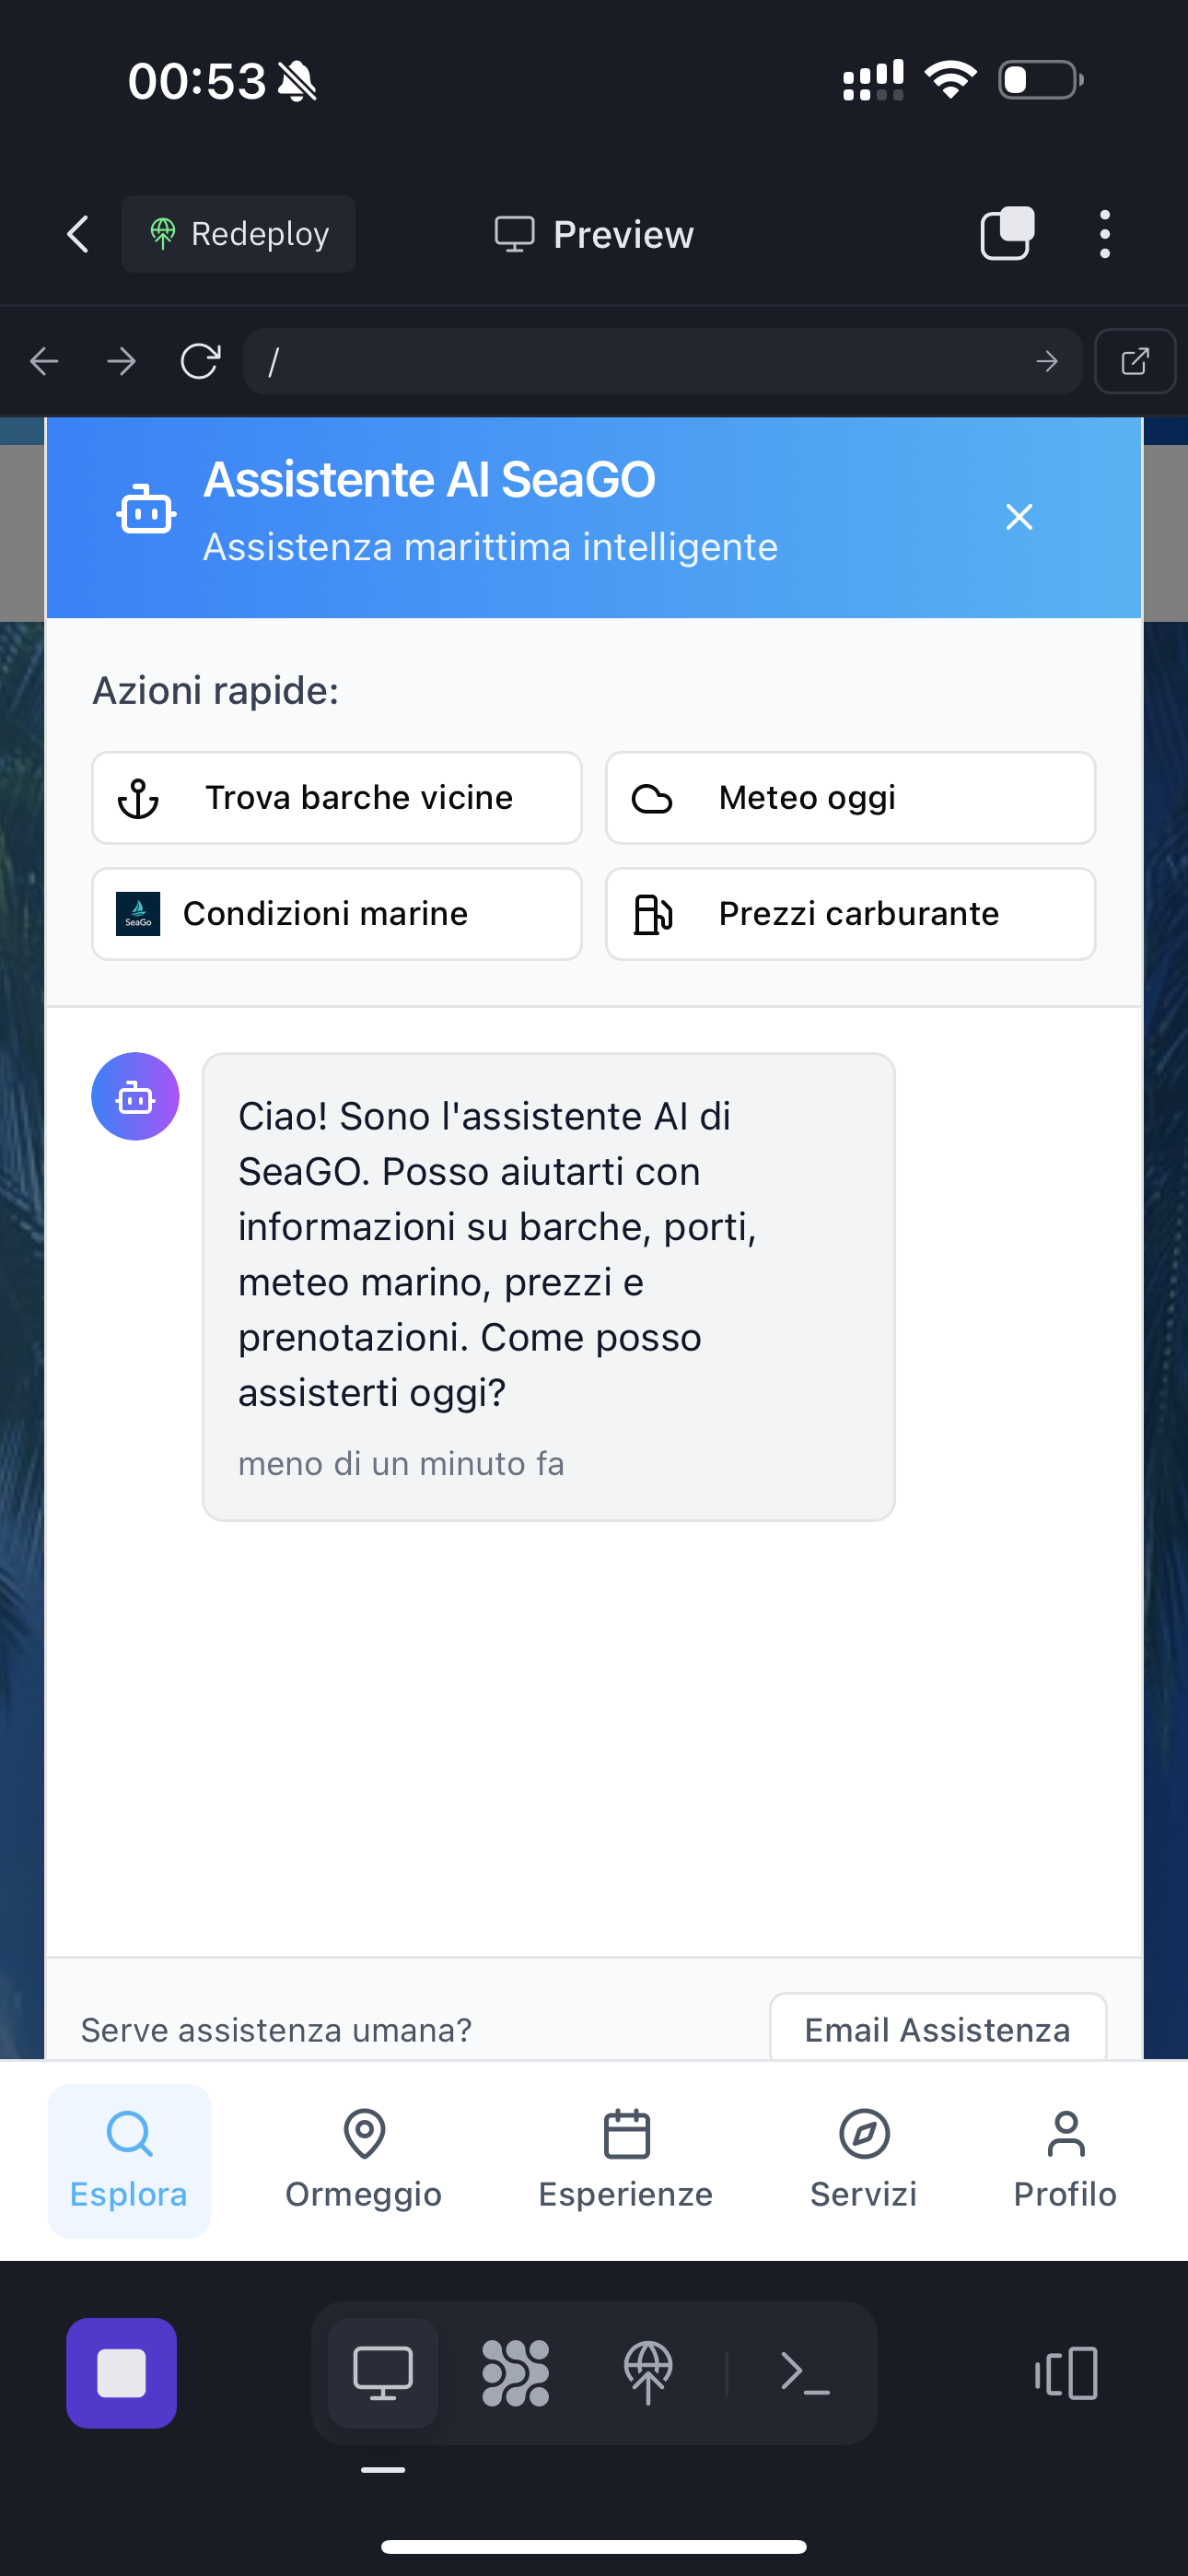 00:53
Redeploy
Preview
/
Assistente AI SeaGO
Assistenza marittima intelligente
Azioni rapide:
Trova barche vicine
Meteo oggi
SeaGo
Condizioni marine
Prezzi carburante
Ciao! Sono l'assistente AI di
SeaGO. Posso aiutarti con
informazioni su barche, porti,
meteo marino, prezzi e
prenotazioni. Come posso
assisterti oggi?
meno di un minuto fa
Serve assistenza umana?
Email Assistenza
Esplora
Ormeggio
Esperienze
Servizi
Profilo